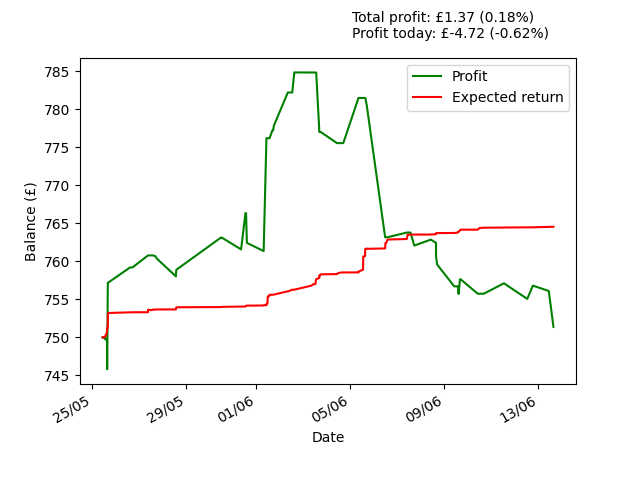 Total profit: £1.37 (0.18%)
Profit today: £-4.72 (-0.62%)
Profit
Expected return
785
780
775
770
765
760
755
750
745
Balance (£)
25/05
29/05
01/06
05/06
09/06
13/06
Date